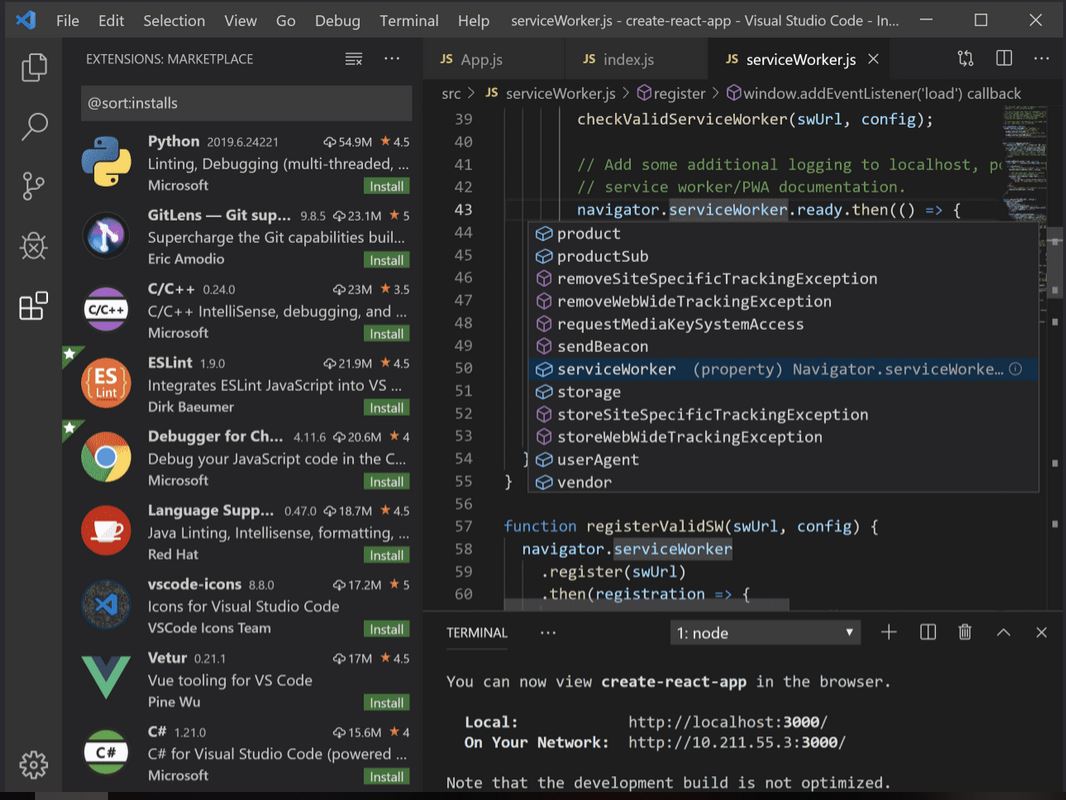 File Edit Selection View Go Debug Terminal Help serviceWorker.js - create-react-app - Visual Studio Code - In...
EXTENSIONS: MARKETPLACE
@sort:installs
Python 2019.6.24221 54.9M 4.5
Linting, Debugging (multi-threaded, ...
Microsoft Install
GitLens — Git sup... 9.8.5 23.1M 5
Supercharge the Git capabilities buil...
Eric Amodio Install
C/C++
C/C++ 0.24.0 23M 3.5
C/C++ IntelliSense, debugging, and ...
Microsoft Install
ES
Lint
ESLint 1.9.0 21.9M 4.5
Integrates ESLint JavaScript into VS ...
Dirk Baeumer Install
Debugger for Ch... 4.11.6 20.6M 4
Debug your JavaScript code in the C...
Microsoft Install
Language Supp... 0.47.0 18.7M 4.5
Java Linting, Intellisense, formatting, ...
Red Hat Install
vscode-icons 8.8.0 17.2M 5
Icons for Visual Studio Code
VSCode Icons Team Install
Vetur 0.21.1 17M 4.5
Vue tooling for VS Code
Pine Wu Install
C#
C# 1.21.0 15.6M 4
C# for Visual Studio Code (powered ...
Microsoft Install
JS App.js JS index.js JS serviceWorker.js
src > JS serviceWorker.js > register > window.addEventListener('load') callback
39 checkValidServiceWorker(swUrl, config);
40
41 // Add some additional logging to localhost, po
42 // service worker/PWA documentation.
43 navigator.serviceWorker.ready.then(() => {
44 product
45 productSub
46 removeSiteSpecificTrackingException
47 removeWebWideTrackingException
48 requestMediaKeySystemAccess
49 sendBeacon
50 serviceWorker (property) Navigator.serviceWorke...
51 storage
52 storeSiteSpecificTrackingException
53 storeWebWideTrackingException
54 } userAgent
55 } vendor
56
57 function registerValidSW(swUrl, config) {
58 navigator.serviceWorker
59 .register(swUrl)
60 .then(registration => {
TERMINAL ... 1: node
You can now view create-react-app in the browser.
Local: http://localhost:3000/
On Your Network: http://10.211.55.3:3000/
Note that the development build is not optimized.